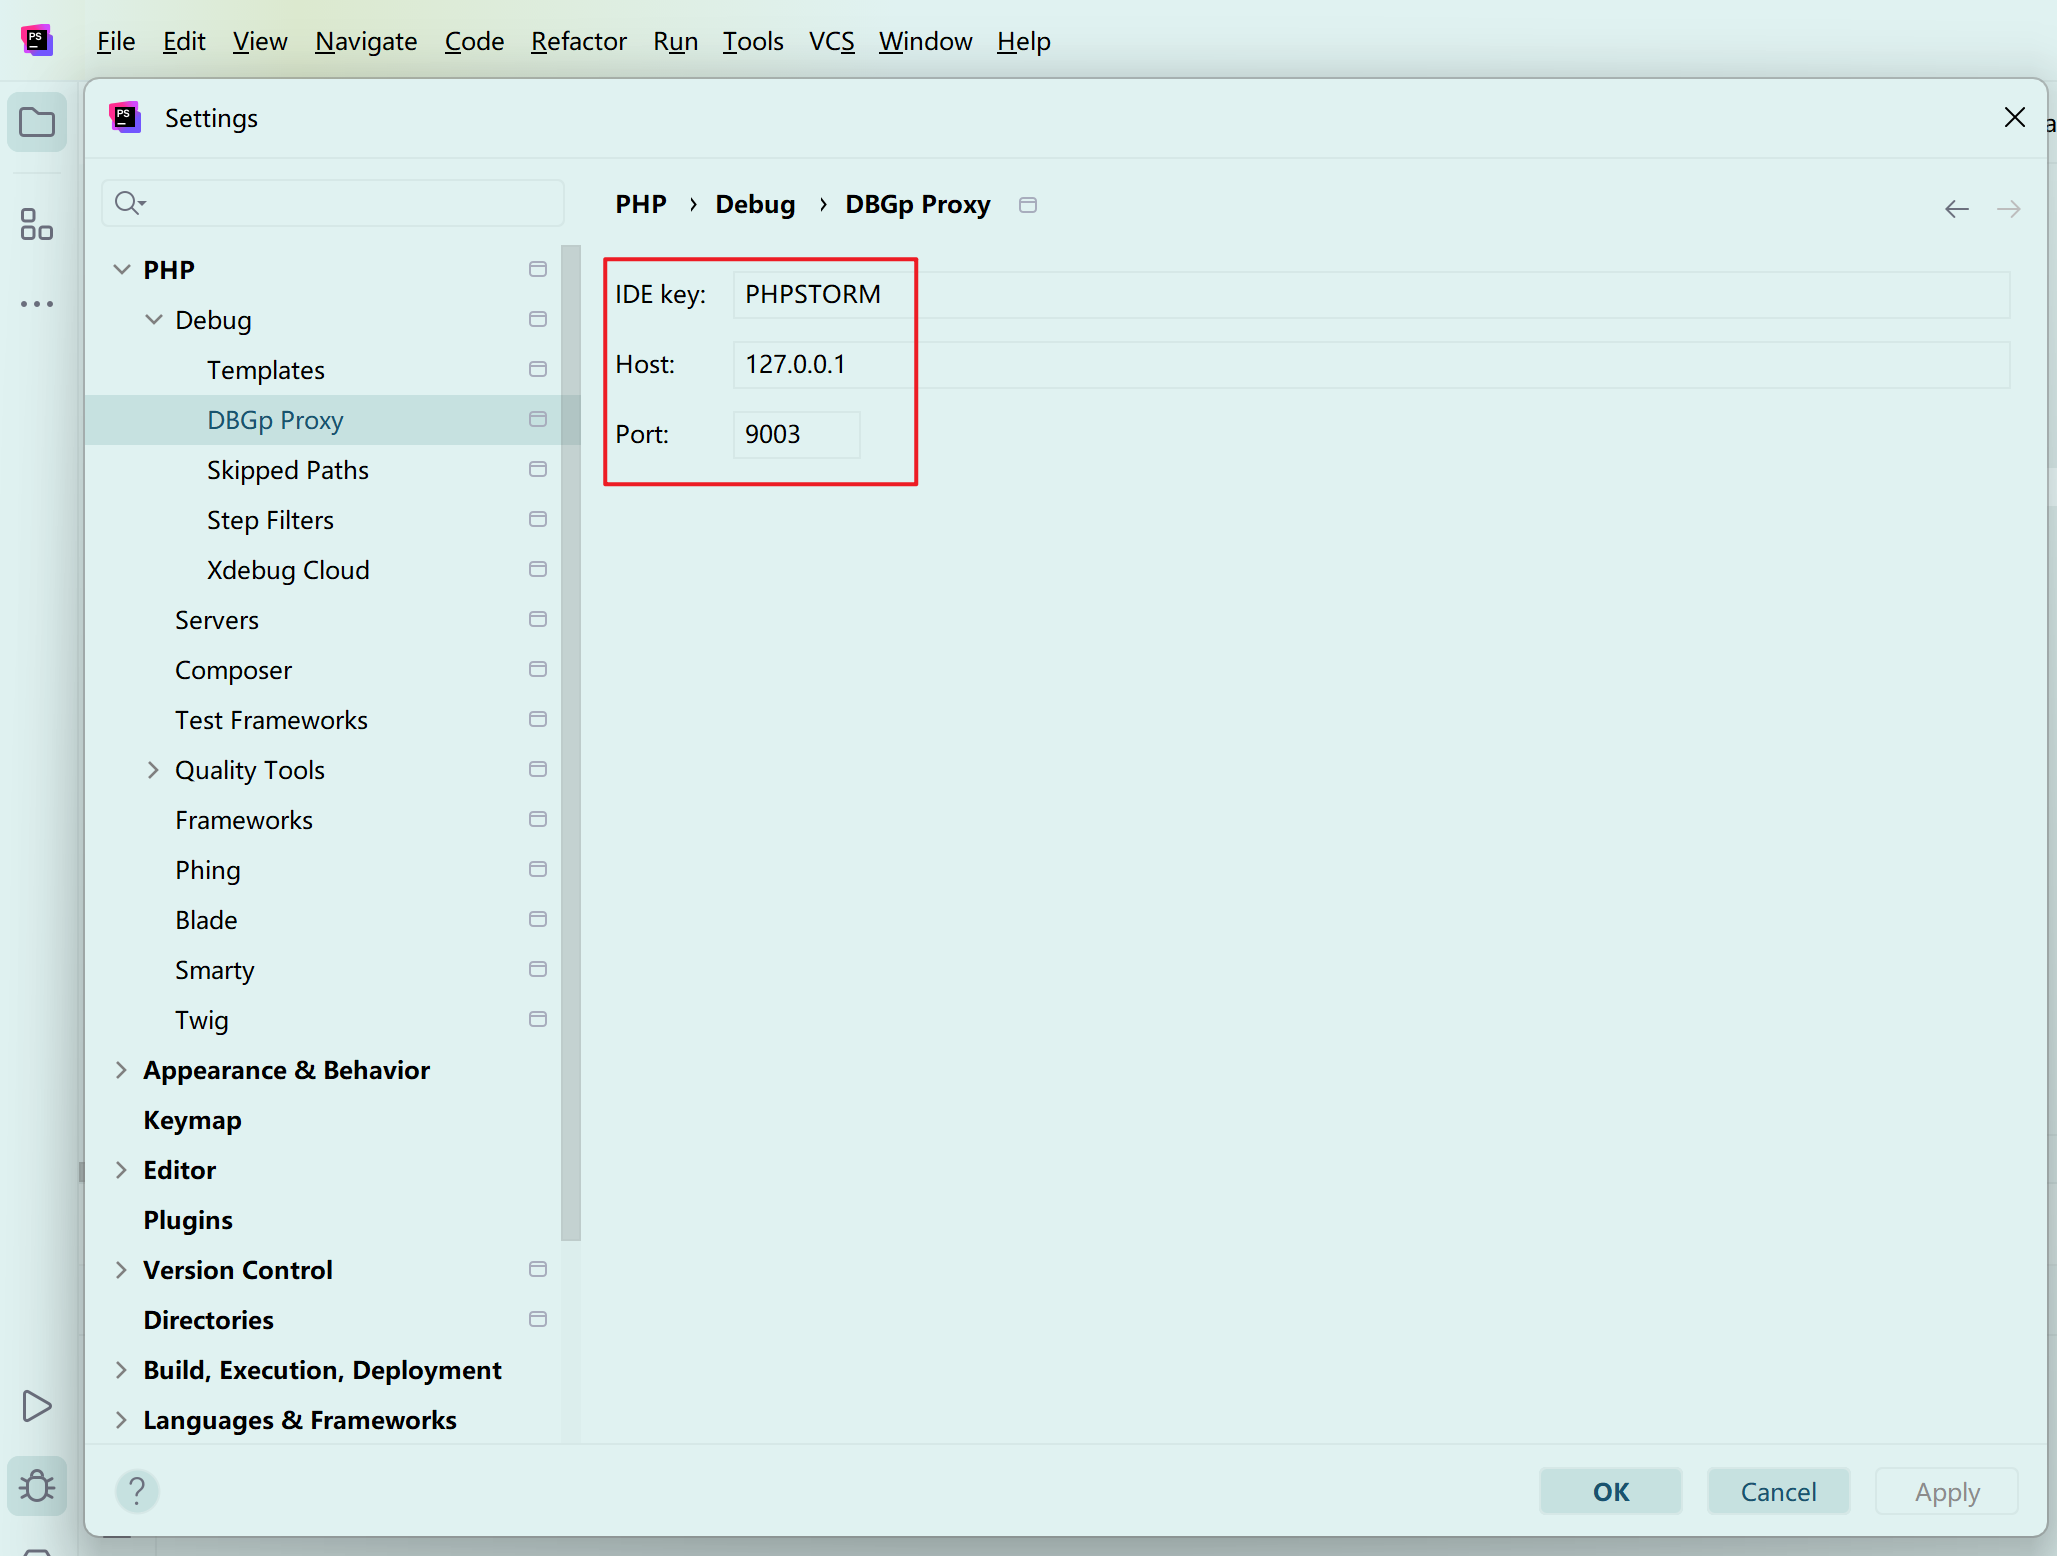 PS
File Edit View Navigate Code Refactor Run Tools VCS Window Help
PS
Settings
PHP › Debug › DBGp Proxy
PHP
Debug
Templates
DBGp Proxy
Skipped Paths
Step Filters
Xdebug Cloud
Servers
Composer
Test Frameworks
Quality Tools
Frameworks
Phing
Blade
Smarty
Twig
Appearance & Behavior
Keymap
Editor
Plugins
Version Control
Directories
Build, Execution, Deployment
Languages & Frameworks
IDE key: PHPSTORM
Host: 127.0.0.1
Port: 9003
?
OK Cancel Apply